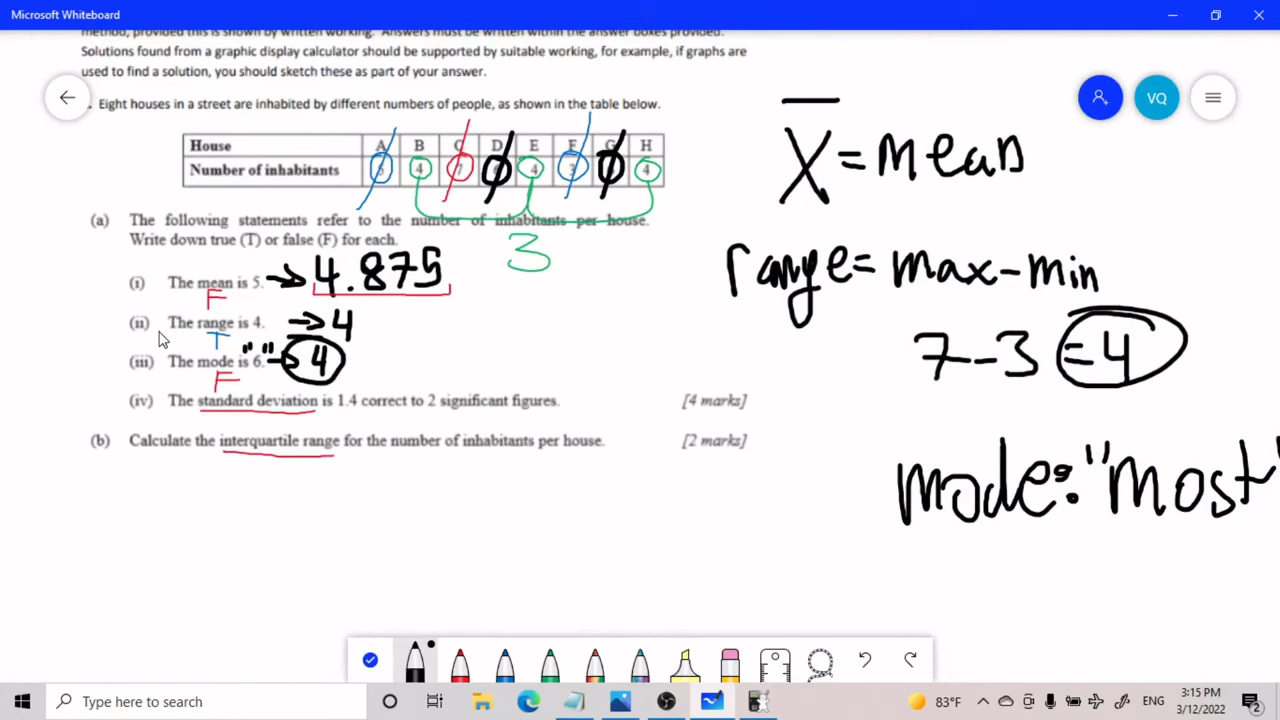 Microsoft Whiteboard
method, provided this is shown by written working. Answers must be written within the answer boxes provided.
Solutions found from a graphic display calculator should be supported by suitable working, for example, if graphs are
used to find a solution, you should sketch these as part of your answer.
Eight houses in a street are inhabited by different numbers of people, as shown in the table below.
House A B C D E F G H
Number of inhabitants 4 7 4 3 4
3
(a) The following statements refer to the number of inhabitants per house.
Write down true (T) or false (F) for each.
(i) The mean is 5. → 4.875
F
(ii) The range is 4. → 4
T
(iii) The mode is 6. " " → 4
F
(iv) The standard deviation is 1.4 correct to 2 significant figures. [4 marks]
(b) Calculate the interquartile range for the number of inhabitants per house. [2 marks]
X̄ = mean
range = max - min
7 - 3 = 4
mode: "most"
VQ
Type here to search
83°F
ENG
3:15 PM
3/12/2022
2